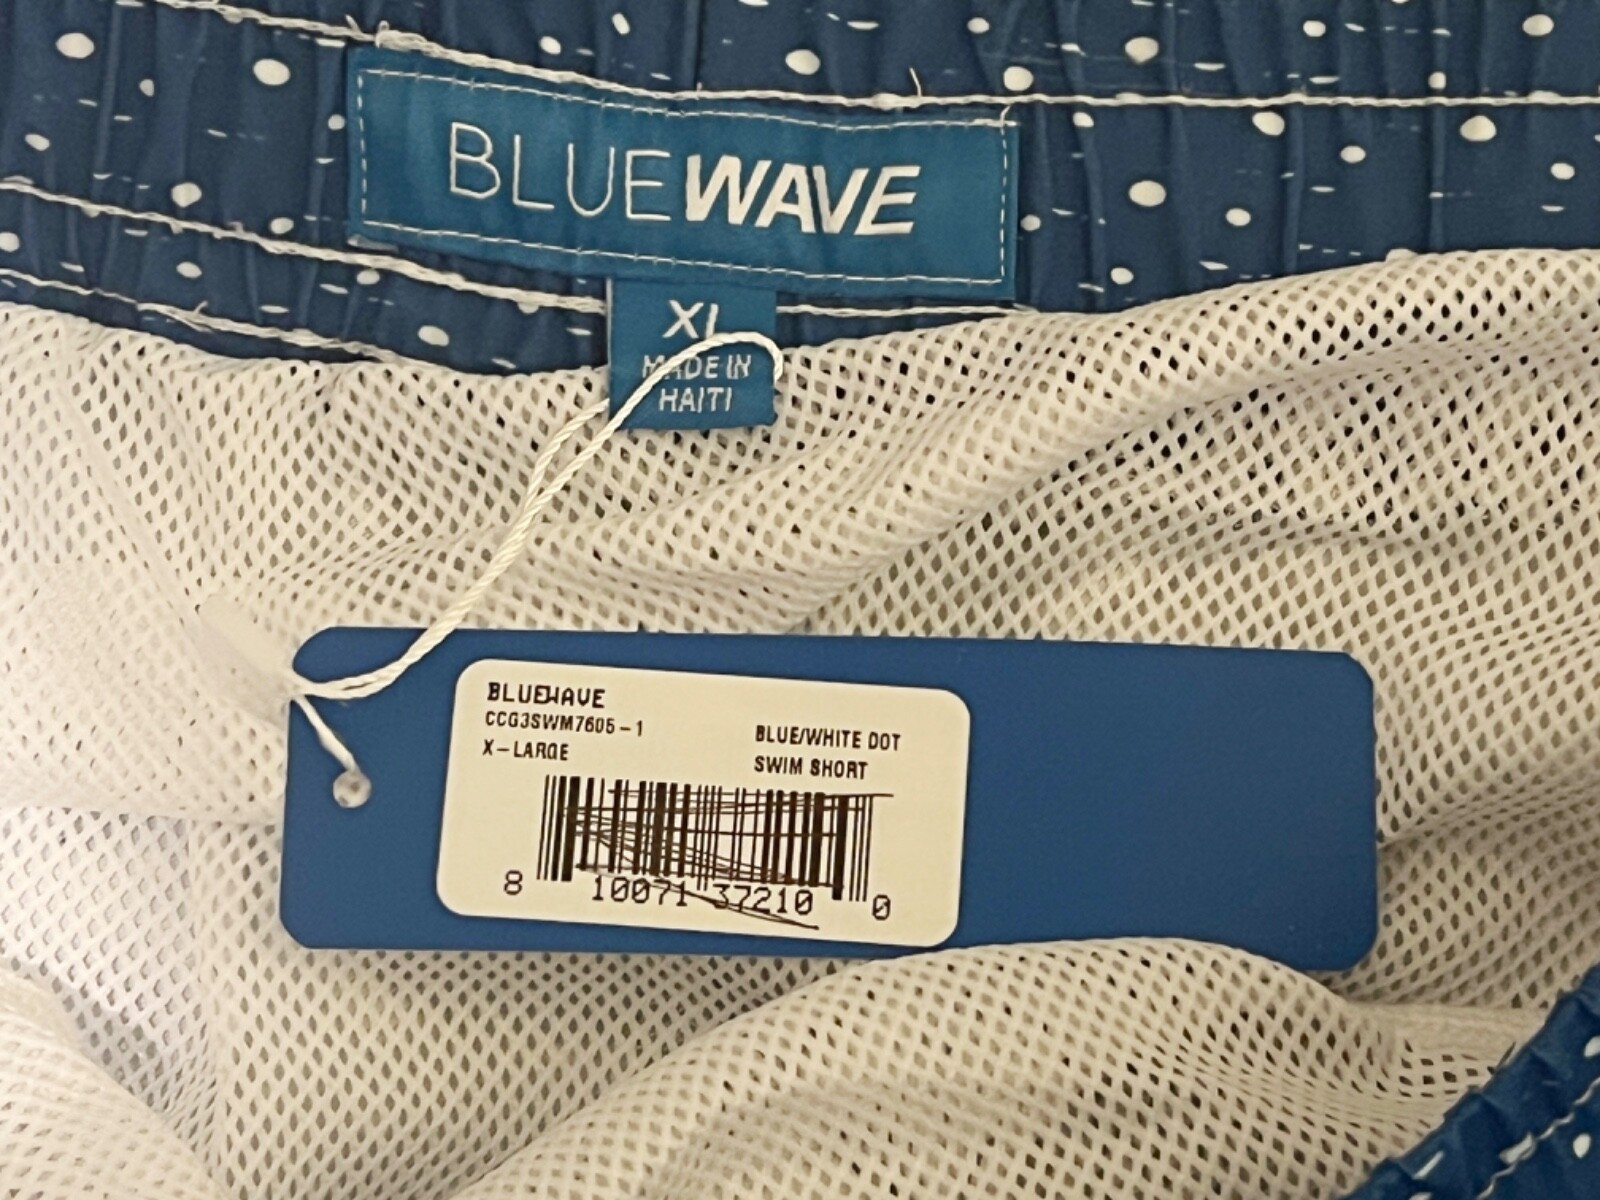 BLUEWAVE
XL
MADE IN
HAITI
BLUEWAVE
CCG3SWM7605-1
X-LARGE
BLUE/WHITE DOT
SWIM SHORT
8 10071 37210 0